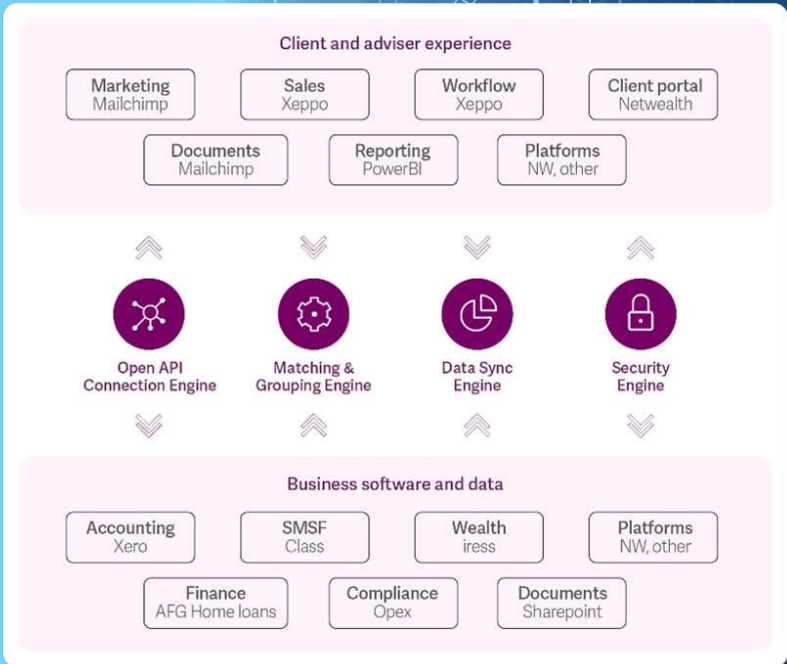 Client and adviser experience
Marketing
Mailchimp
Sales
Xeppo
Workflow
Xeppo
Client portal
Netwealth
Documents
Mailchimp
Reporting
PowerBI
Platforms
NW, other
Open API
Connection Engine
Matching &
Grouping Engine
Data Sync
Engine
Security
Engine
Business software and data
Accounting
Xero
SMSF
Class
Wealth
iress
Platforms
NW, other
Finance
AFG Home loans
Compliance
Opex
Documents
Sharepoint